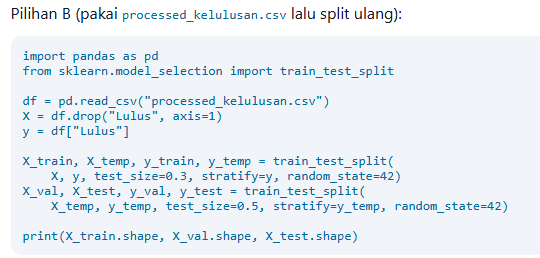 Pilihan B (pakai processed_kelulusan.csv lalu split ulang):
import pandas as pd
from sklearn.model_selection import train_test_split
df = pd.read_csv("processed_kelulusan.csv")
X = df.drop("Lulus", axis=1)
y = df["Lulus"]
X_train, X_temp, y_train, y_temp = train_test_split(
    X, y, test_size=0.3, stratify=y, random_state=42)
X_val, X_test, y_val, y_test = train_test_split(
    X_temp, y_temp, test_size=0.5, stratify=y_temp, random_state=42)
print(X_train.shape, X_val.shape, X_test.shape)